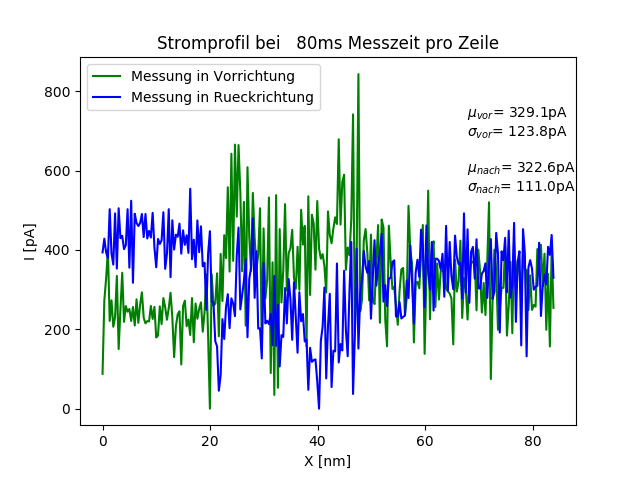 Stromprofil bei   80ms Messzeit pro Zeile
Messung in Vorrichtung
Messung in Rueckrichtung
μvor= 329.1pA
σvor= 123.8pA
μnach= 322.6pA
σnach= 111.0pA
I [pA]
800
600
400
200
0
0 20 40 60 80
X [nm]